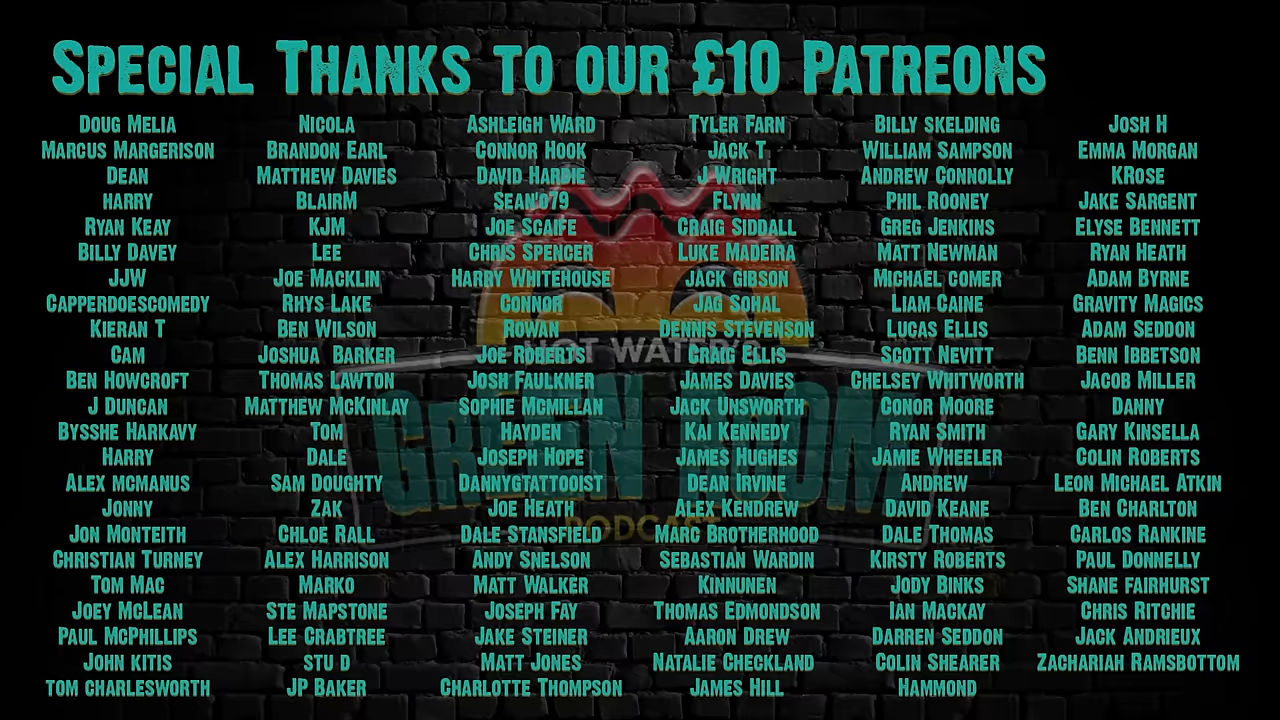 Special Thanks to our £10 Patreons
Doug Melia
Marcus Margerison
Dean
Harry
Ryan Keay
Billy Davey
JJW
Capperdoescomedy
Kieran T
Cam
Ben Howcroft
J Duncan
Bysshe Harkavy
Harry
Alex mcmanus
Jonny
Jon Monteith
Christian Turney
Tom Mac
Joey McLean
Paul McPhillips
John kitis
tom charlesworth
Nicola
Brandon Earl
Matthew Davies
BlairM
KJM
Lee
Joe Macklin
Rhys Lake
Ben Wilson
Joshua Barker
Thomas Lawton
Matthew McKinlay
Tom
Dale
Sam Doughty
Zak
Chloe Rall
Alex Harrison
Marko
Ste Mapstone
Lee Crabtree
stu d
JP Baker
Ashleigh Ward
Connor Hook
David Hardie
Sean'o79
Joe Scaife
Chris Spencer
Harry Whitehouse
Connor
Rowan
Joe Roberts
Josh Faulkner
Sophie Mcmillan
Hayden
Joseph Hope
Dannygtattooist
Joe Heath
Dale Stansfield
Andy Snelson
Matt Walker
Joseph Fay
Jake Steiner
Matt Jones
Charlotte Thompson
Tyler Farn
Jack T
J Wright
Flynn
Craig Siddall
Luke Madeira
Jack gibson
Jag Sohal
Dennis Stevenson
Craig Ellis
James Davies
Jack Unsworth
Kai Kennedy
James Hughes
Dean Irvine
Alex Kendrew
Marc Brotherhood
Sebastian Wardin
Kinnunen
Thomas Edmondson
Aaron Drew
Natalie Checkland
James Hill
Billy skelding
William Sampson
Andrew Connolly
Phil Rooney
Greg Jenkins
Matt Newman
Michael comer
Liam Caine
Lucas Ellis
Scott Nevitt
Chelsey Whitworth
Conor Moore
Ryan Smith
Jamie Wheeler
Andrew
David Keane
Dale Thomas
Kirsty Roberts
Jody Binks
Ian Mackay
Darren Seddon
Colin Shearer
Hammond
Josh H
Emma Morgan
KRose
Jake Sargent
Elyse Bennett
Ryan Heath
Adam Byrne
Gravity Magics
Adam Seddon
Benn Ibbetson
Jacob Miller
Danny
Gary Kinsella
Colin Roberts
Leon Michael Atkin
Ben Charlton
Carlos Rankine
Paul Donnelly
Shane fairhurst
Chris Ritchie
Jack Andrieux
Zachariah Ramsbottom
HOT WATER'S
GREEN ROOM
PODCAST